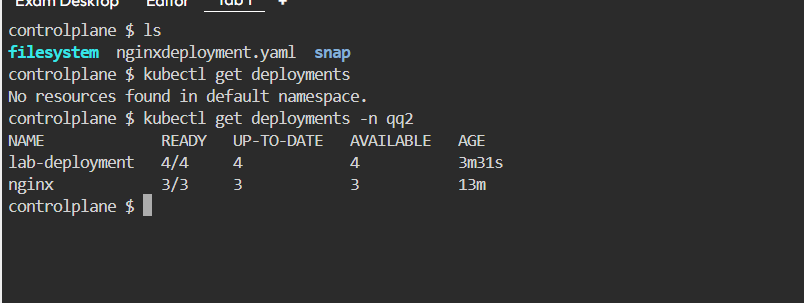 Exam Desktop Editor Tab 1 +
controlplane $ ls
filesystem nginxdeployment.yaml snap
controlplane $ kubectl get deployments
No resources found in default namespace.
controlplane $ kubectl get deployments -n qq2
NAME READY UP-TO-DATE AVAILABLE AGE
lab-deployment 4/4 4 4 3m31s
nginx 3/3 3 3 13m
controlplane $